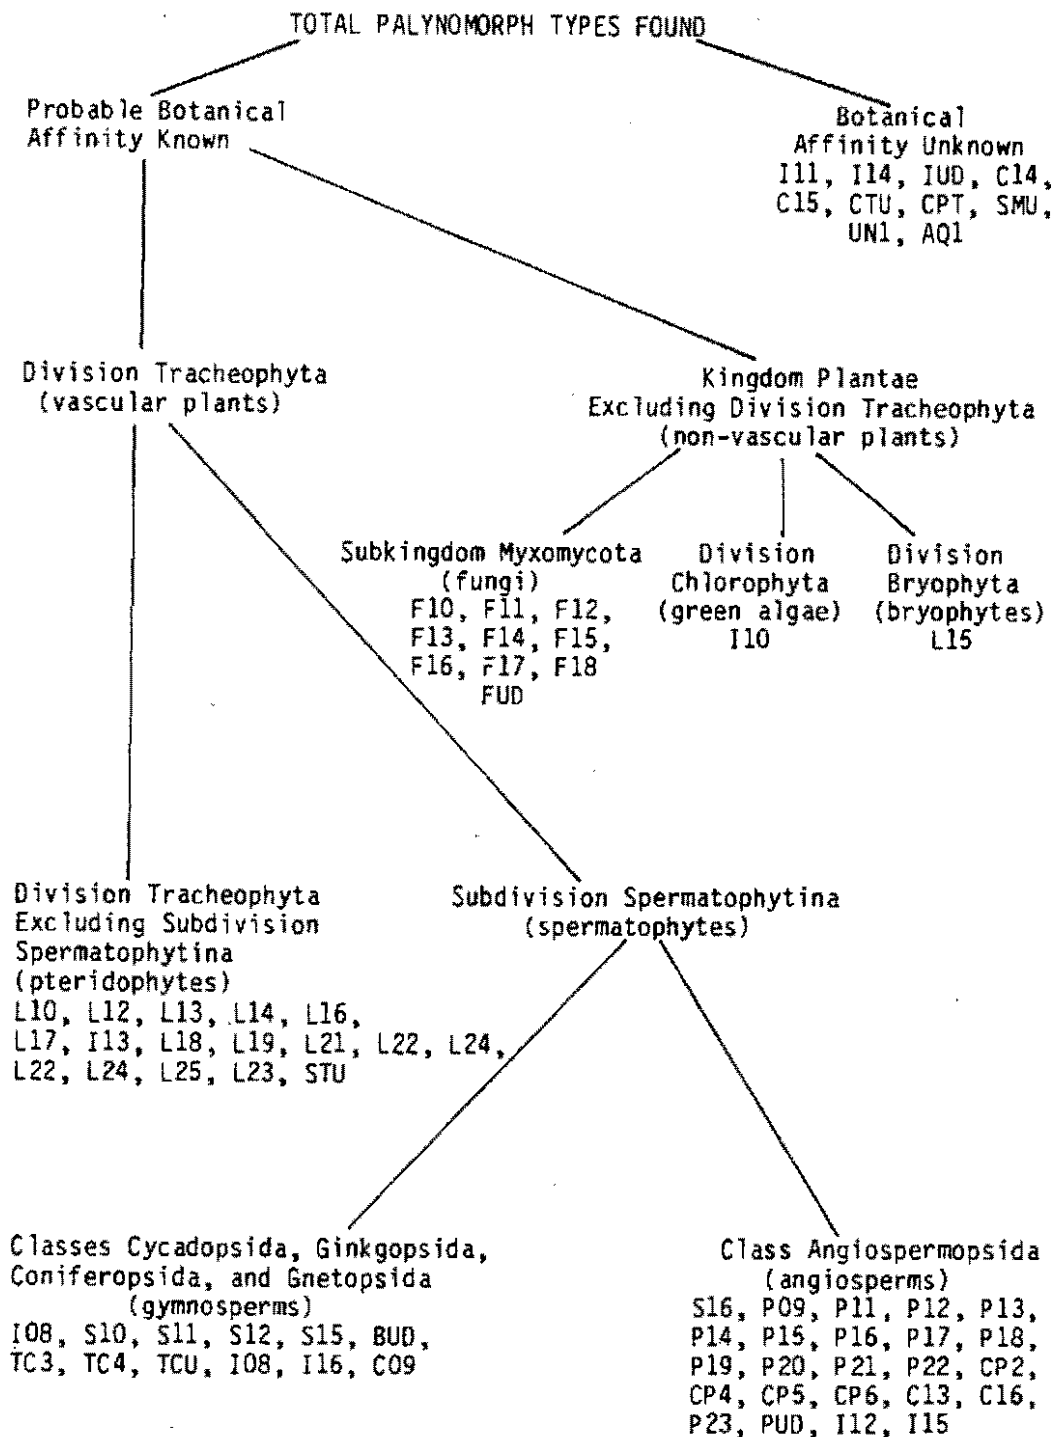 TOTAL PALYNOMORPH TYPES FOUND
Probable Botanical
Affinity Known
Botanical
Affinity Unknown
I11, I14, IUD, C14,
C15, CTU, CPT, SMU,
UN1, AQ1
Division Tracheophyta
(vascular plants)
Kingdom Plantae
Excluding Division Tracheophyta
(non-vascular plants)
Subkingdom Myxomycota
(fungi)
F10, F11, F12,
F13, F14, F15,
F16, F17, F18
FUD
Division
Chlorophyta
(green algae)
I10
Division
Bryophyta
(bryophytes)
L15
Division Tracheophyta
Excluding Subdivision
Spermatophytina
(pteridophytes)
L10, L12, L13, L14, L16,
L17, I13, L18, L19, L21, L22, L24,
L22, L24, L25, L23, STU
Subdivision Spermatophytina
(spermatophytes)
Classes Cycadopsida, Ginkgopsida,
Coniferopsida, and Gnetopsida
(gymnosperms)
I08, S10, S11, S12, S15, BUD,
TC3, TC4, TCU, I08, I16, C09
Class Angiospermopsida
(angiosperms)
S16, P09, P11, P12, P13,
P14, P15, P16, P17, P18,
P19, P20, P21, P22, CP2,
CP4, CP5, CP6, C13, C16,
P23, PUD, I12, I15